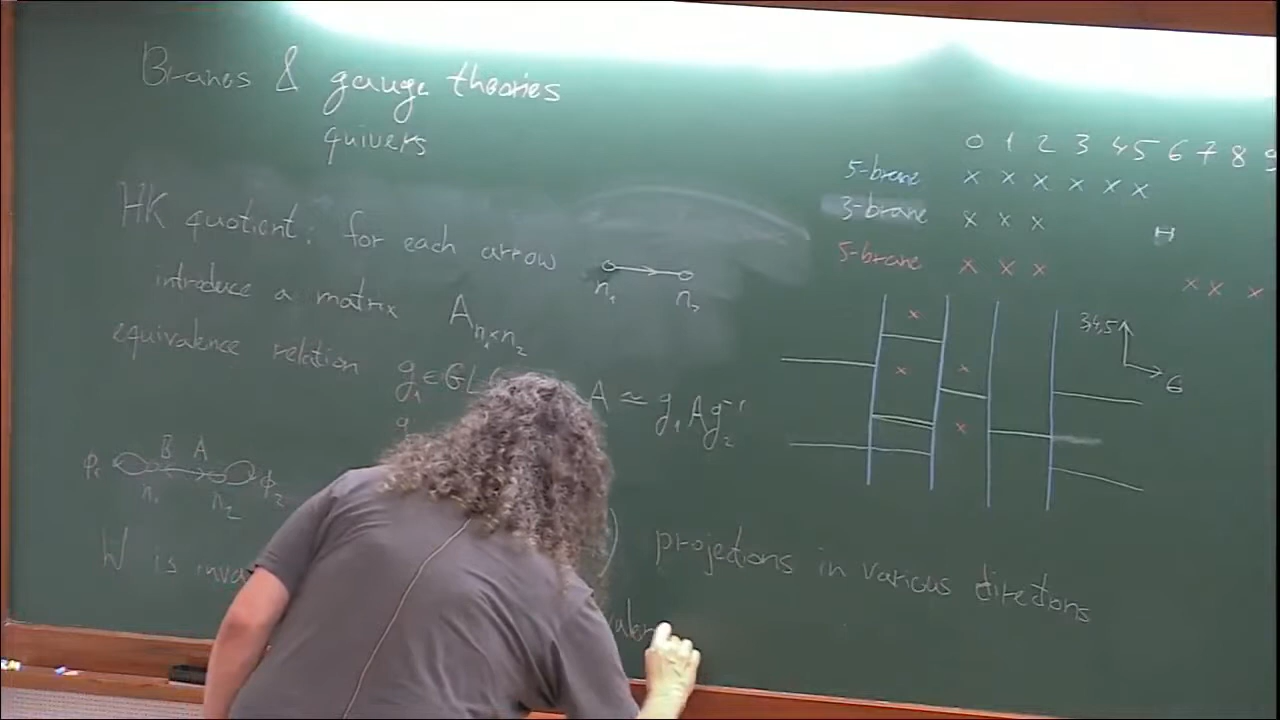 Branes & gauge theories
quivers
HK quotient: for each arrow
n₁ n₂
introduce a matrix A n₁×n₂
equivalence relation g₁ ∈ GL A ≃ g₁Ag₂⁻¹
ϕ₁ B A ϕ₂
n₁ n₂
W is inva
0 1 2 3 4 5 6 7 8 9
5-brane x x x x x x
3-brane x x x H
5-brane x x x x x x
x
x x
x
3,4,5
6
projections in various directions